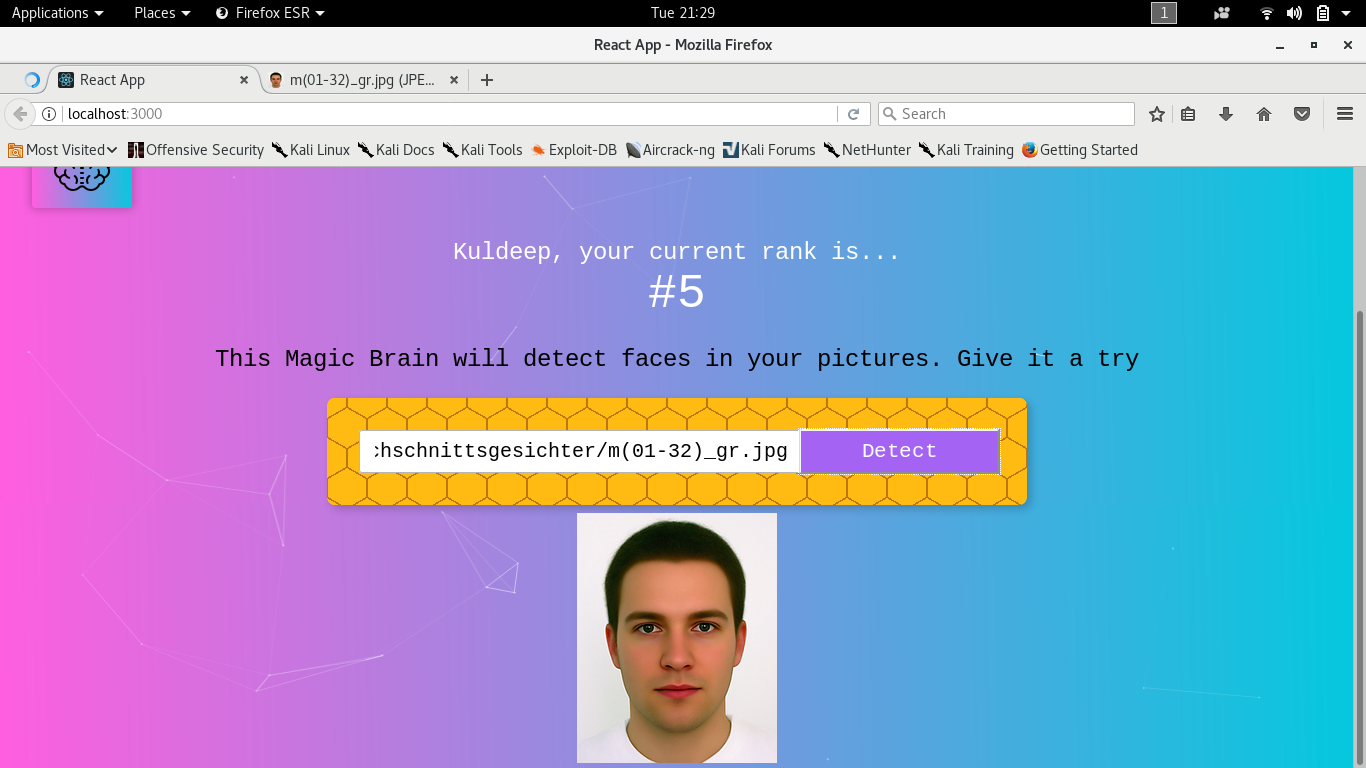 Applications Places Firefox ESR Tue 21:29 1
React App - Mozilla Firefox
React App m(01-32)_gr.jpg (JPE...
localhost:3000 Search
Most Visited Offensive Security Kali Linux Kali Docs Kali Tools Exploit-DB Aircrack-ng Kali Forums NetHunter Kali Training Getting Started
Kuldeep, your current rank is...
#5
This Magic Brain will detect faces in your pictures. Give it a try
chschnittsgesichter/m(01-32)_gr.jpg Detect